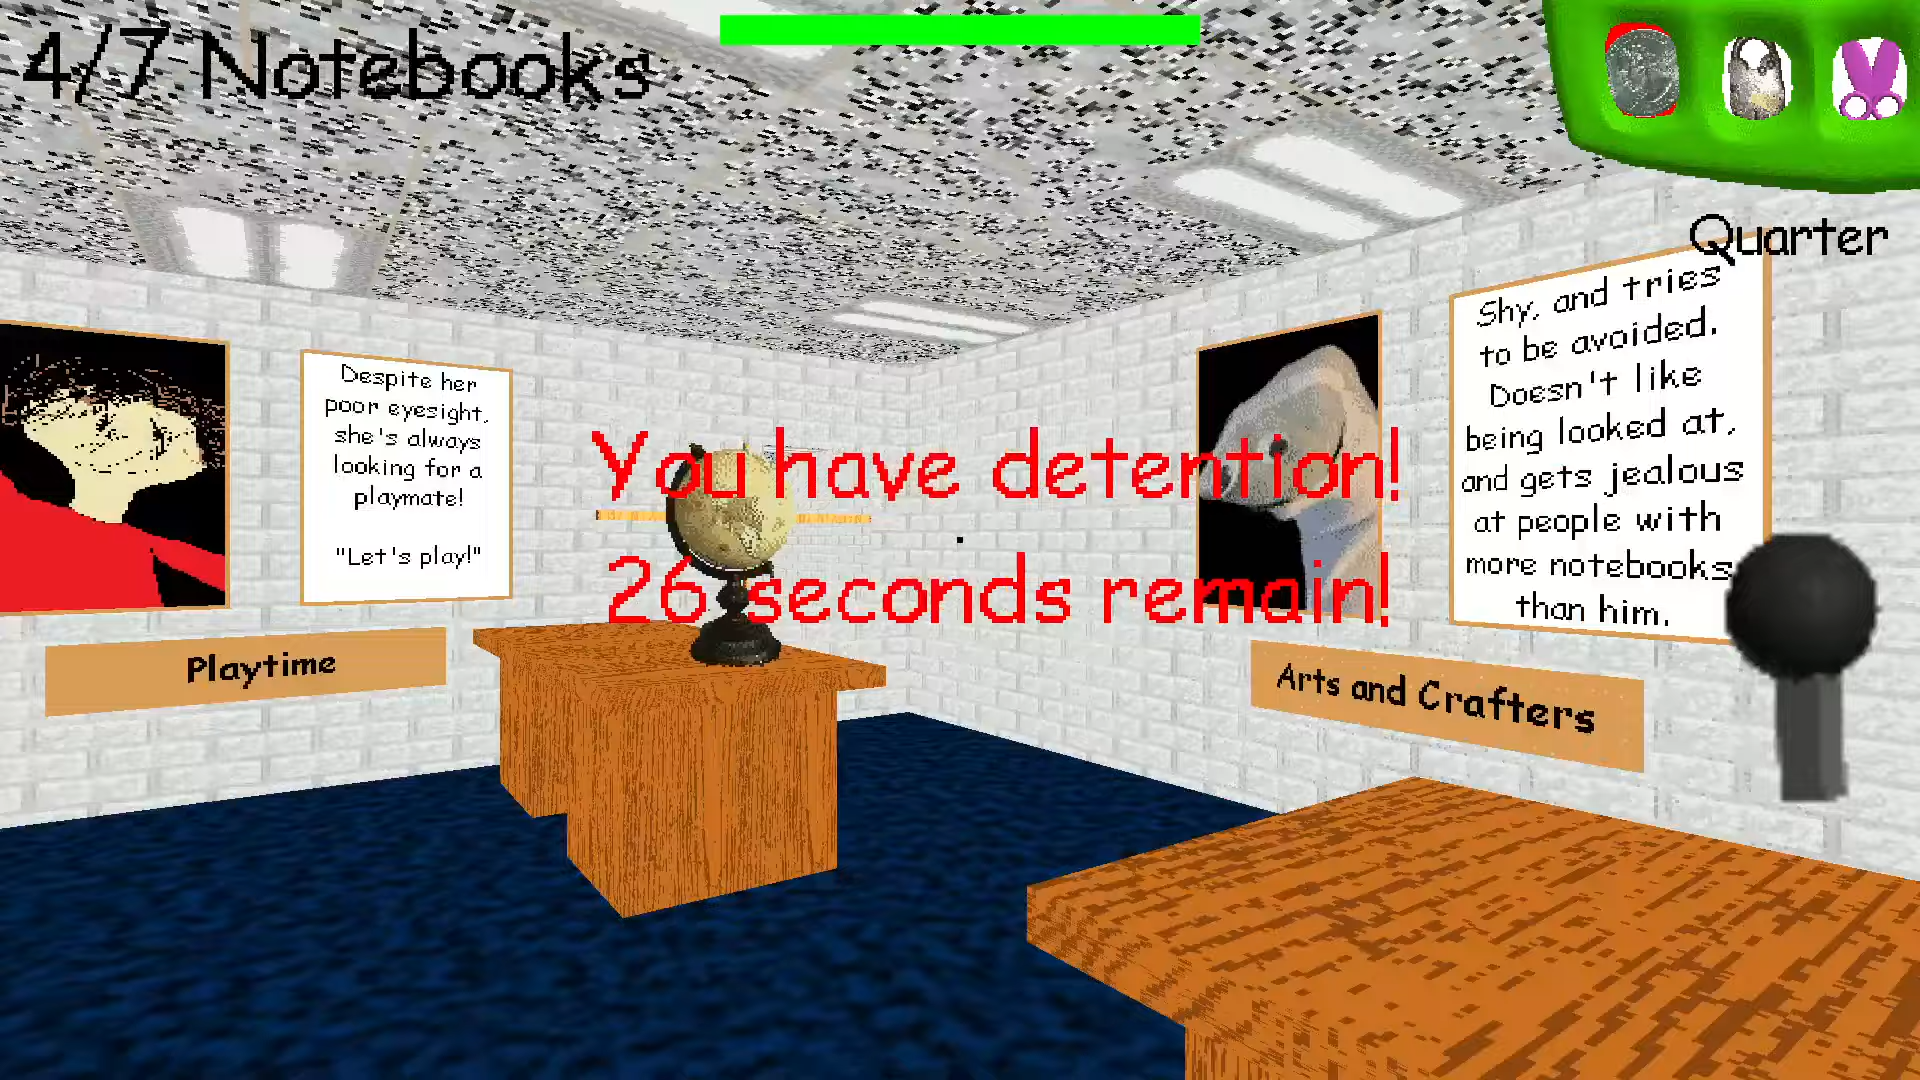 4/7 Notebooks
Quarter
Despite her
poor eyesight,
she's always
looking for a
playmate!
"Let's play!"
Playtime
You have detention!
26 seconds remain!
Shy, and tries
to be avoided.
Doesn't like
being looked at,
and gets jealous
at people with
more notebooks
than him.
Arts and Crafters